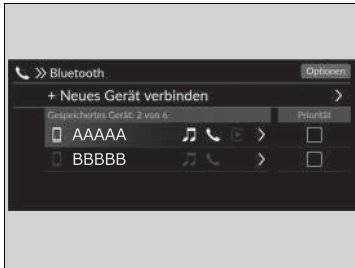 Bluetooth
Optionen
+ Neues Gerät verbinden
Gespeichertes Gerät: 2 von 6
Priorität
AAAAA
BBBBB